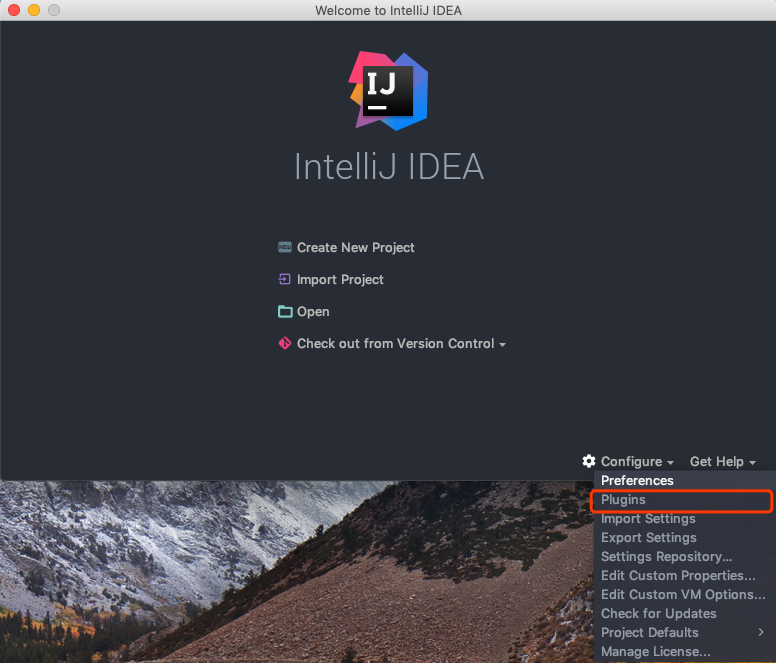 Welcome to IntelliJ IDEA
IJ
IntelliJ IDEA
NEW Create New Project
Import Project
Open
Check out from Version Control
Configure Get Help
Preferences
Plugins
Import Settings
Export Settings
Settings Repository...
Edit Custom Properties...
Edit Custom VM Options...
Check for Updates
Project Defaults
Manage License...